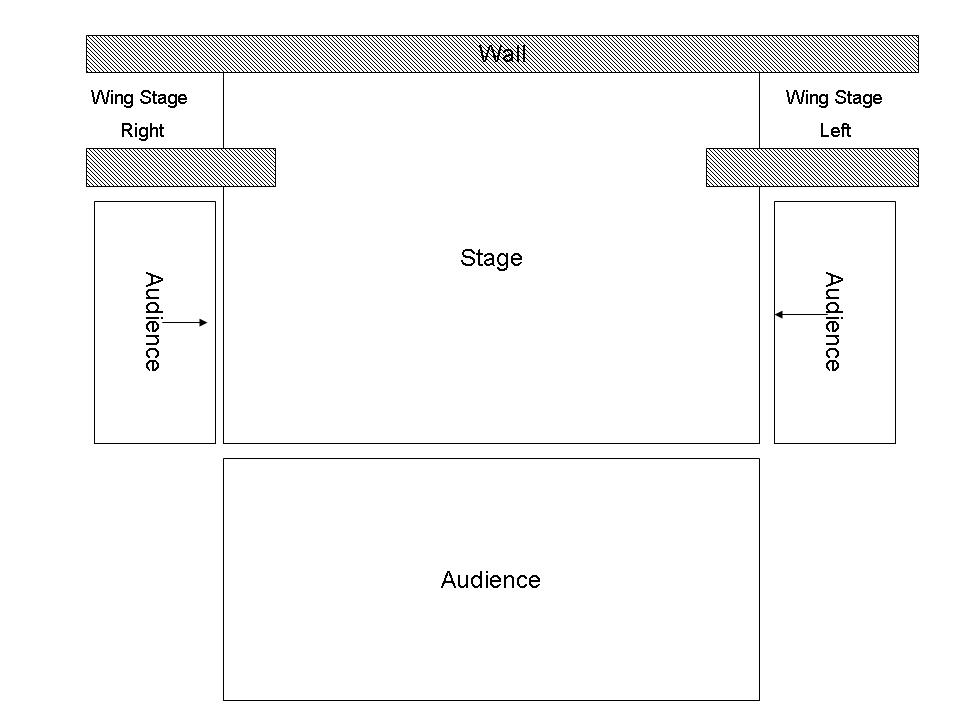 Wall
Wing Stage
Right
Wing Stage
Left
Stage
Audience
Audience
Audience